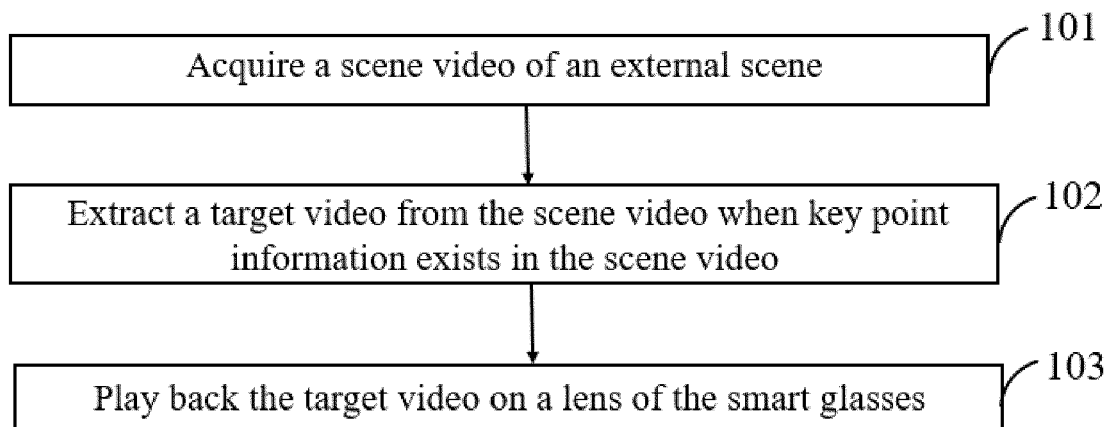 101
Acquire a scene video of an external scene
102
Extract a target video from the scene video when key point
information exists in the scene video
103
Play back the target video on a lens of the smart glasses